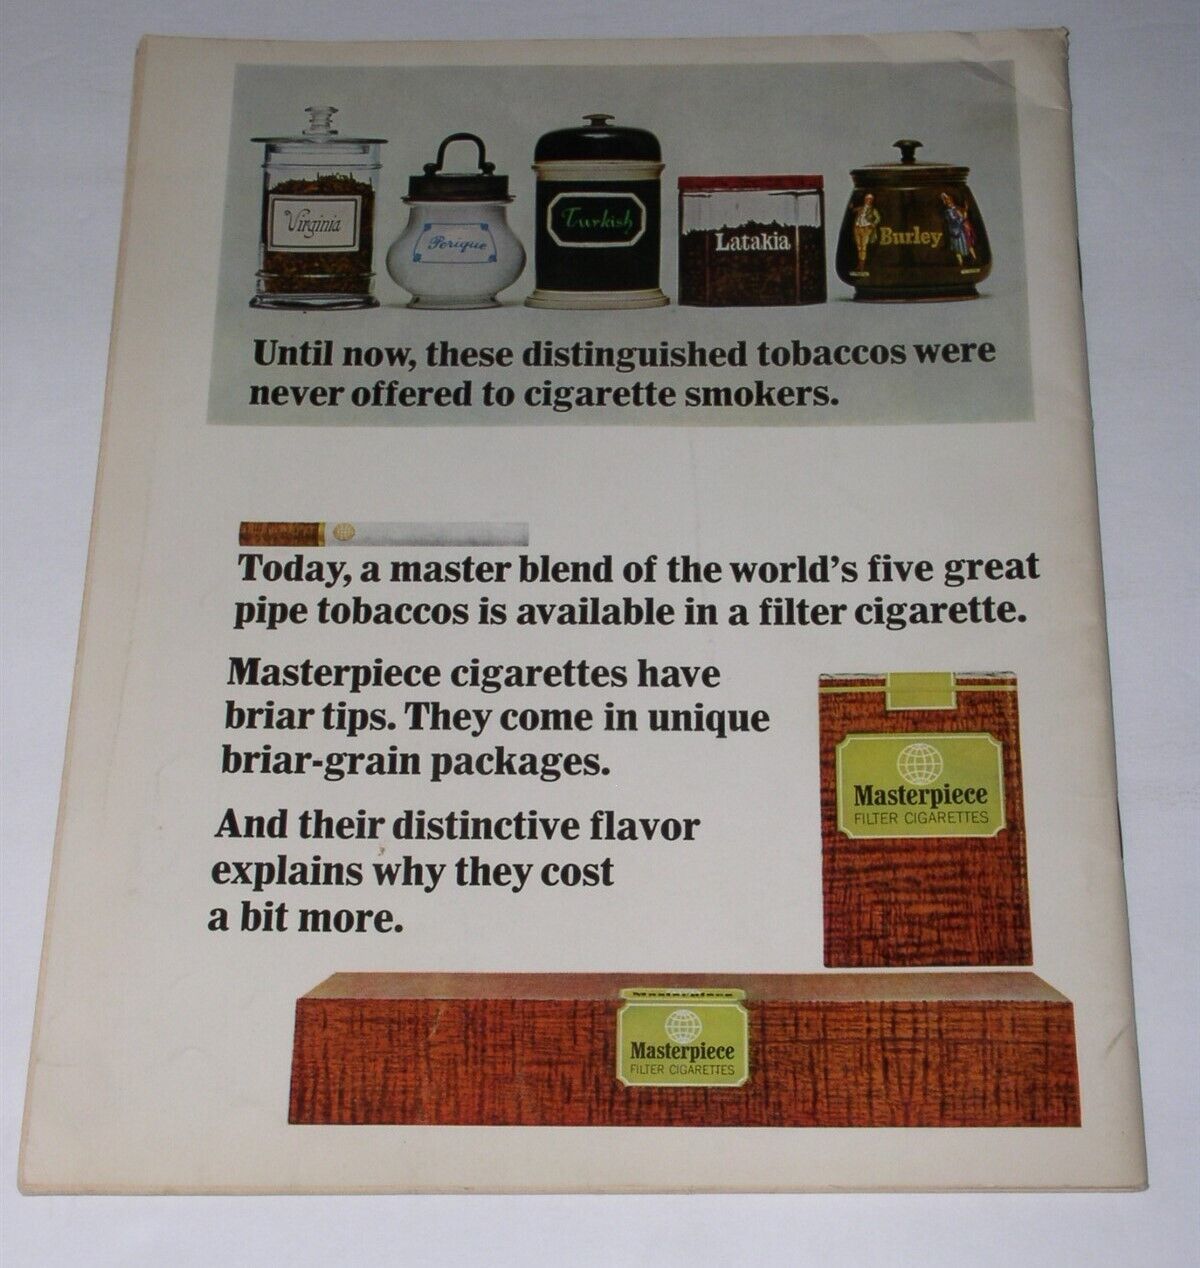 Virginia
Perique
Turkish
Latakia
Burley
Until now, these distinguished tobaccos were
never offered to cigarette smokers.
Today, a master blend of the world's five great
pipe tobaccos is available in a filter cigarette.
Masterpiece cigarettes have
briar tips. They come in unique
briar-grain packages.
And their distinctive flavor
explains why they cost
a bit more.
Masterpiece
FILTER CIGARETTES
Masterpiece
Masterpiece
FILTER CIGARETTES